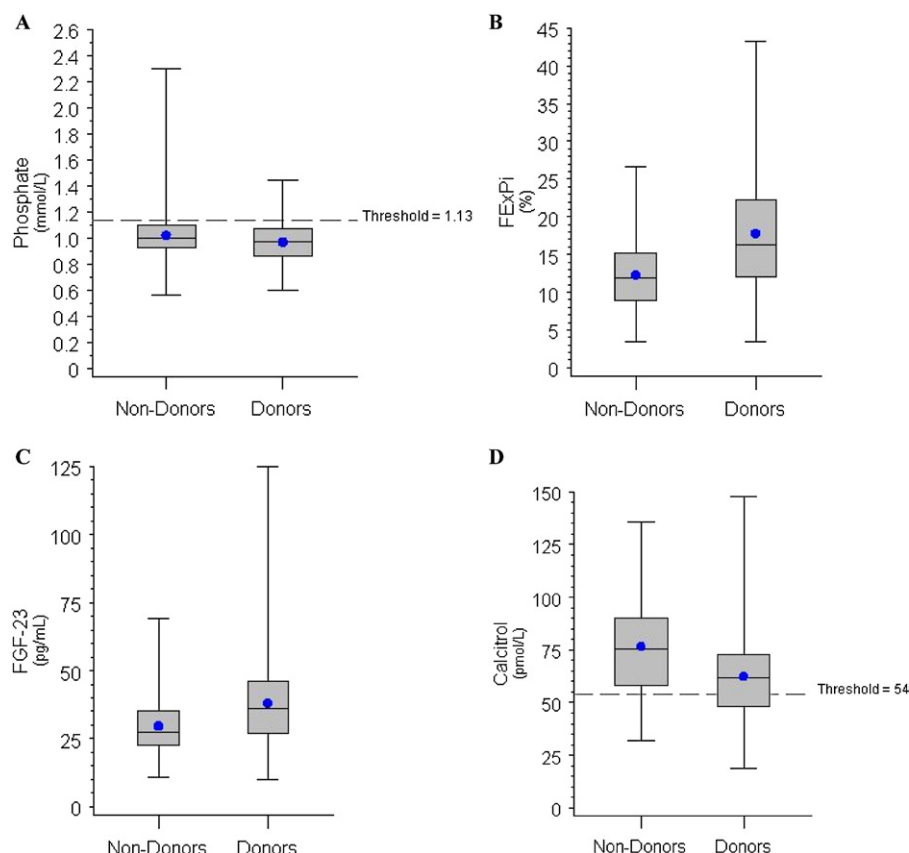 A
2.6
2.4
2.2
2.0
1.8
1.6
1.4
1.2
1.0
0.8
0.6
0.4
0.2
0
Phosphate
(mmol/L)
Threshold = 1.13
Non-Donors Donors
B
45
40
35
30
25
20
15
10
5
0
FExPi
(%)
Non-Donors Donors
C
125
100
75
50
25
0
FGF-23
(pg/mL)
Non-Donors Donors
D
150
125
100
75
50
25
0
Calcitrol
(pmol/L)
Threshold = 54
Non-Donors Donors